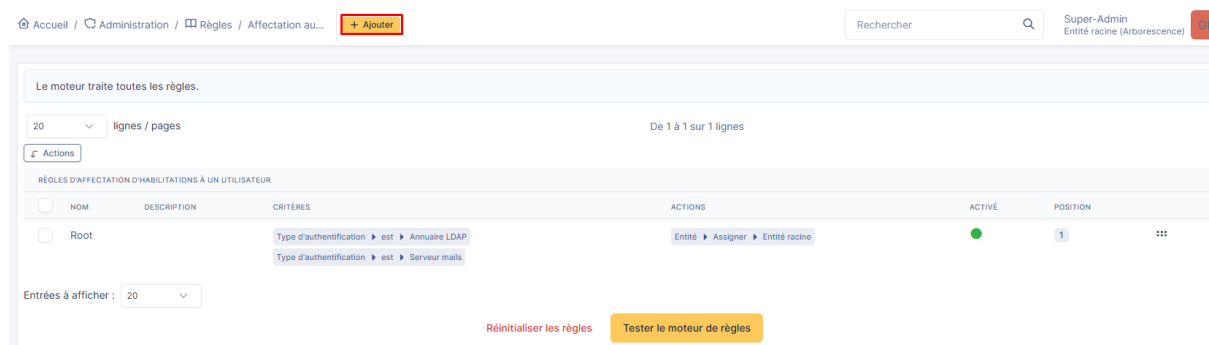 Accueil / Administration / Règles / Affectation au... + Ajouter Rechercher Super-Admin
Entité racine (Arborescence)
Le moteur traite toutes les règles.
20 lignes / pages De 1 à 1 sur 1 lignes
Actions
RÈGLES D'AFFECTATION D'HABILITATIONS À UN UTILISATEUR
NOM DESCRIPTION CRITÈRES ACTIONS ACTIVÉ POSITION
Root Type d'authentification est Annuaire LDAP Entité Assigner Entité racine 1
Type d'authentification est Serveur mails
Entrées à afficher : 20
Réinitialiser les règles Tester le moteur de règles